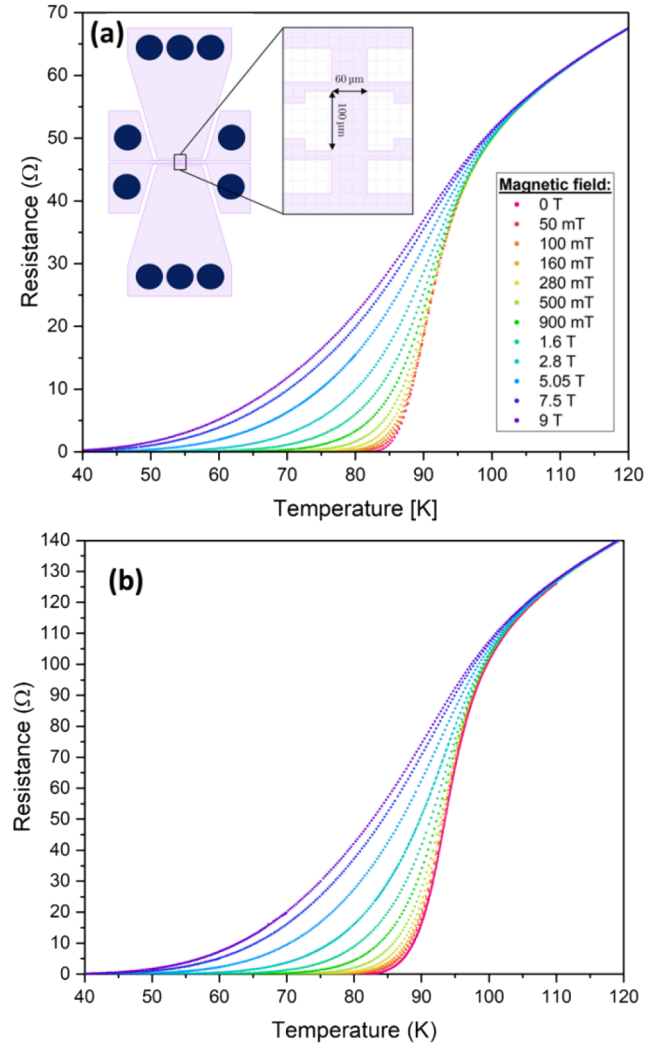 (a)
70
60
50
40
30
20
10
0
Resistance (Ω)
60 μm
100 μm
Magnetic field:
0 T
50 mT
100 mT
160 mT
280 mT
500 mT
900 mT
1.6 T
2.8 T
5.05 T
7.5 T
9 T
40 50 60 70 80 90 100 110 120
Temperature [K]
(b)
140
130
120
110
100
90
80
70
60
50
40
30
20
10
0
Resistance (Ω)
40 50 60 70 80 90 100 110 120
Temperature (K)